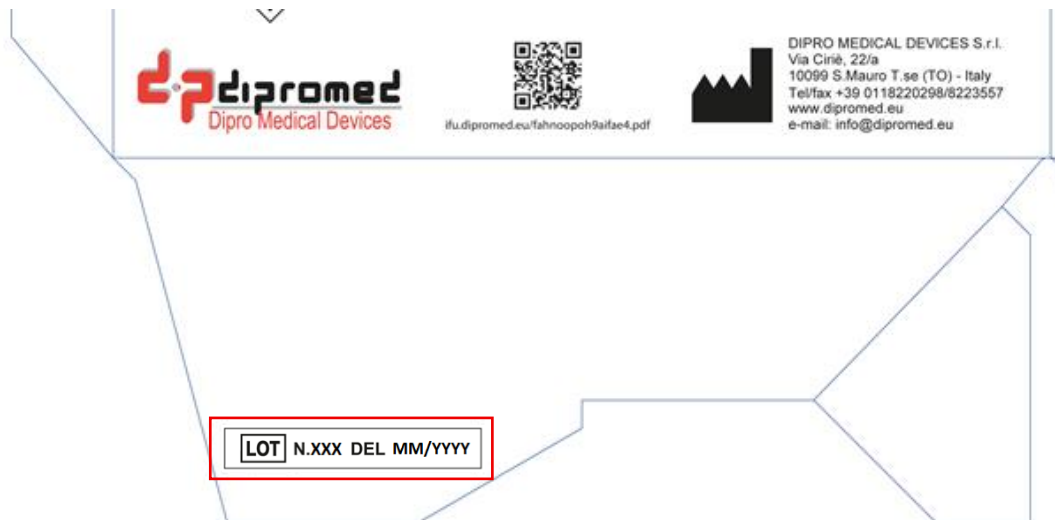 dipromed
Dipro Medical Devices
ifu.dipromed.eu/fahnoopoh9aifae4.pdf
DIPRO MEDICAL DEVICES S.r.l.
Via Ciriè, 22/a
10099 S.Mauro T.se (TO) - Italy
Tel/fax +39 0118220298/8223557
www.dipromed.eu
e-mail: info@dipromed.eu
LOT N.XXX DEL MM/YYYY